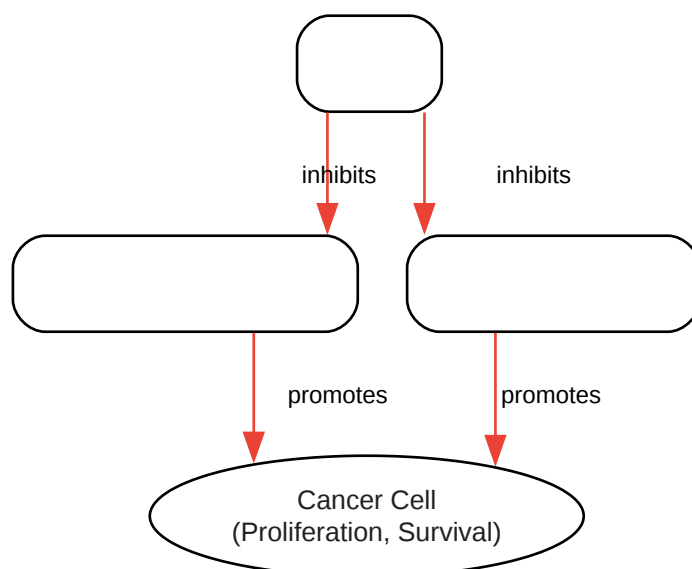 inhibits
inhibits
promotes
promotes
Cancer Cell
(Proliferation, Survival)